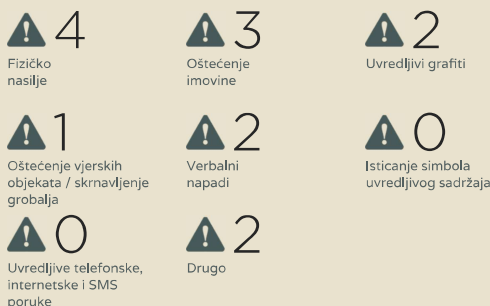 4
Fizičko
nasilje
3
Oštećenje
imovine
2
Uvredljivi grafiti
1
Oštećenje vjerskih
objekata / skrnavljenje
grobalja
2
Verbalni
napadi
0
Isticanje simbola
uvredljivog sadržaja
0
Uvredljive telefonske,
internetske i SMS
poruke
2
Drugo